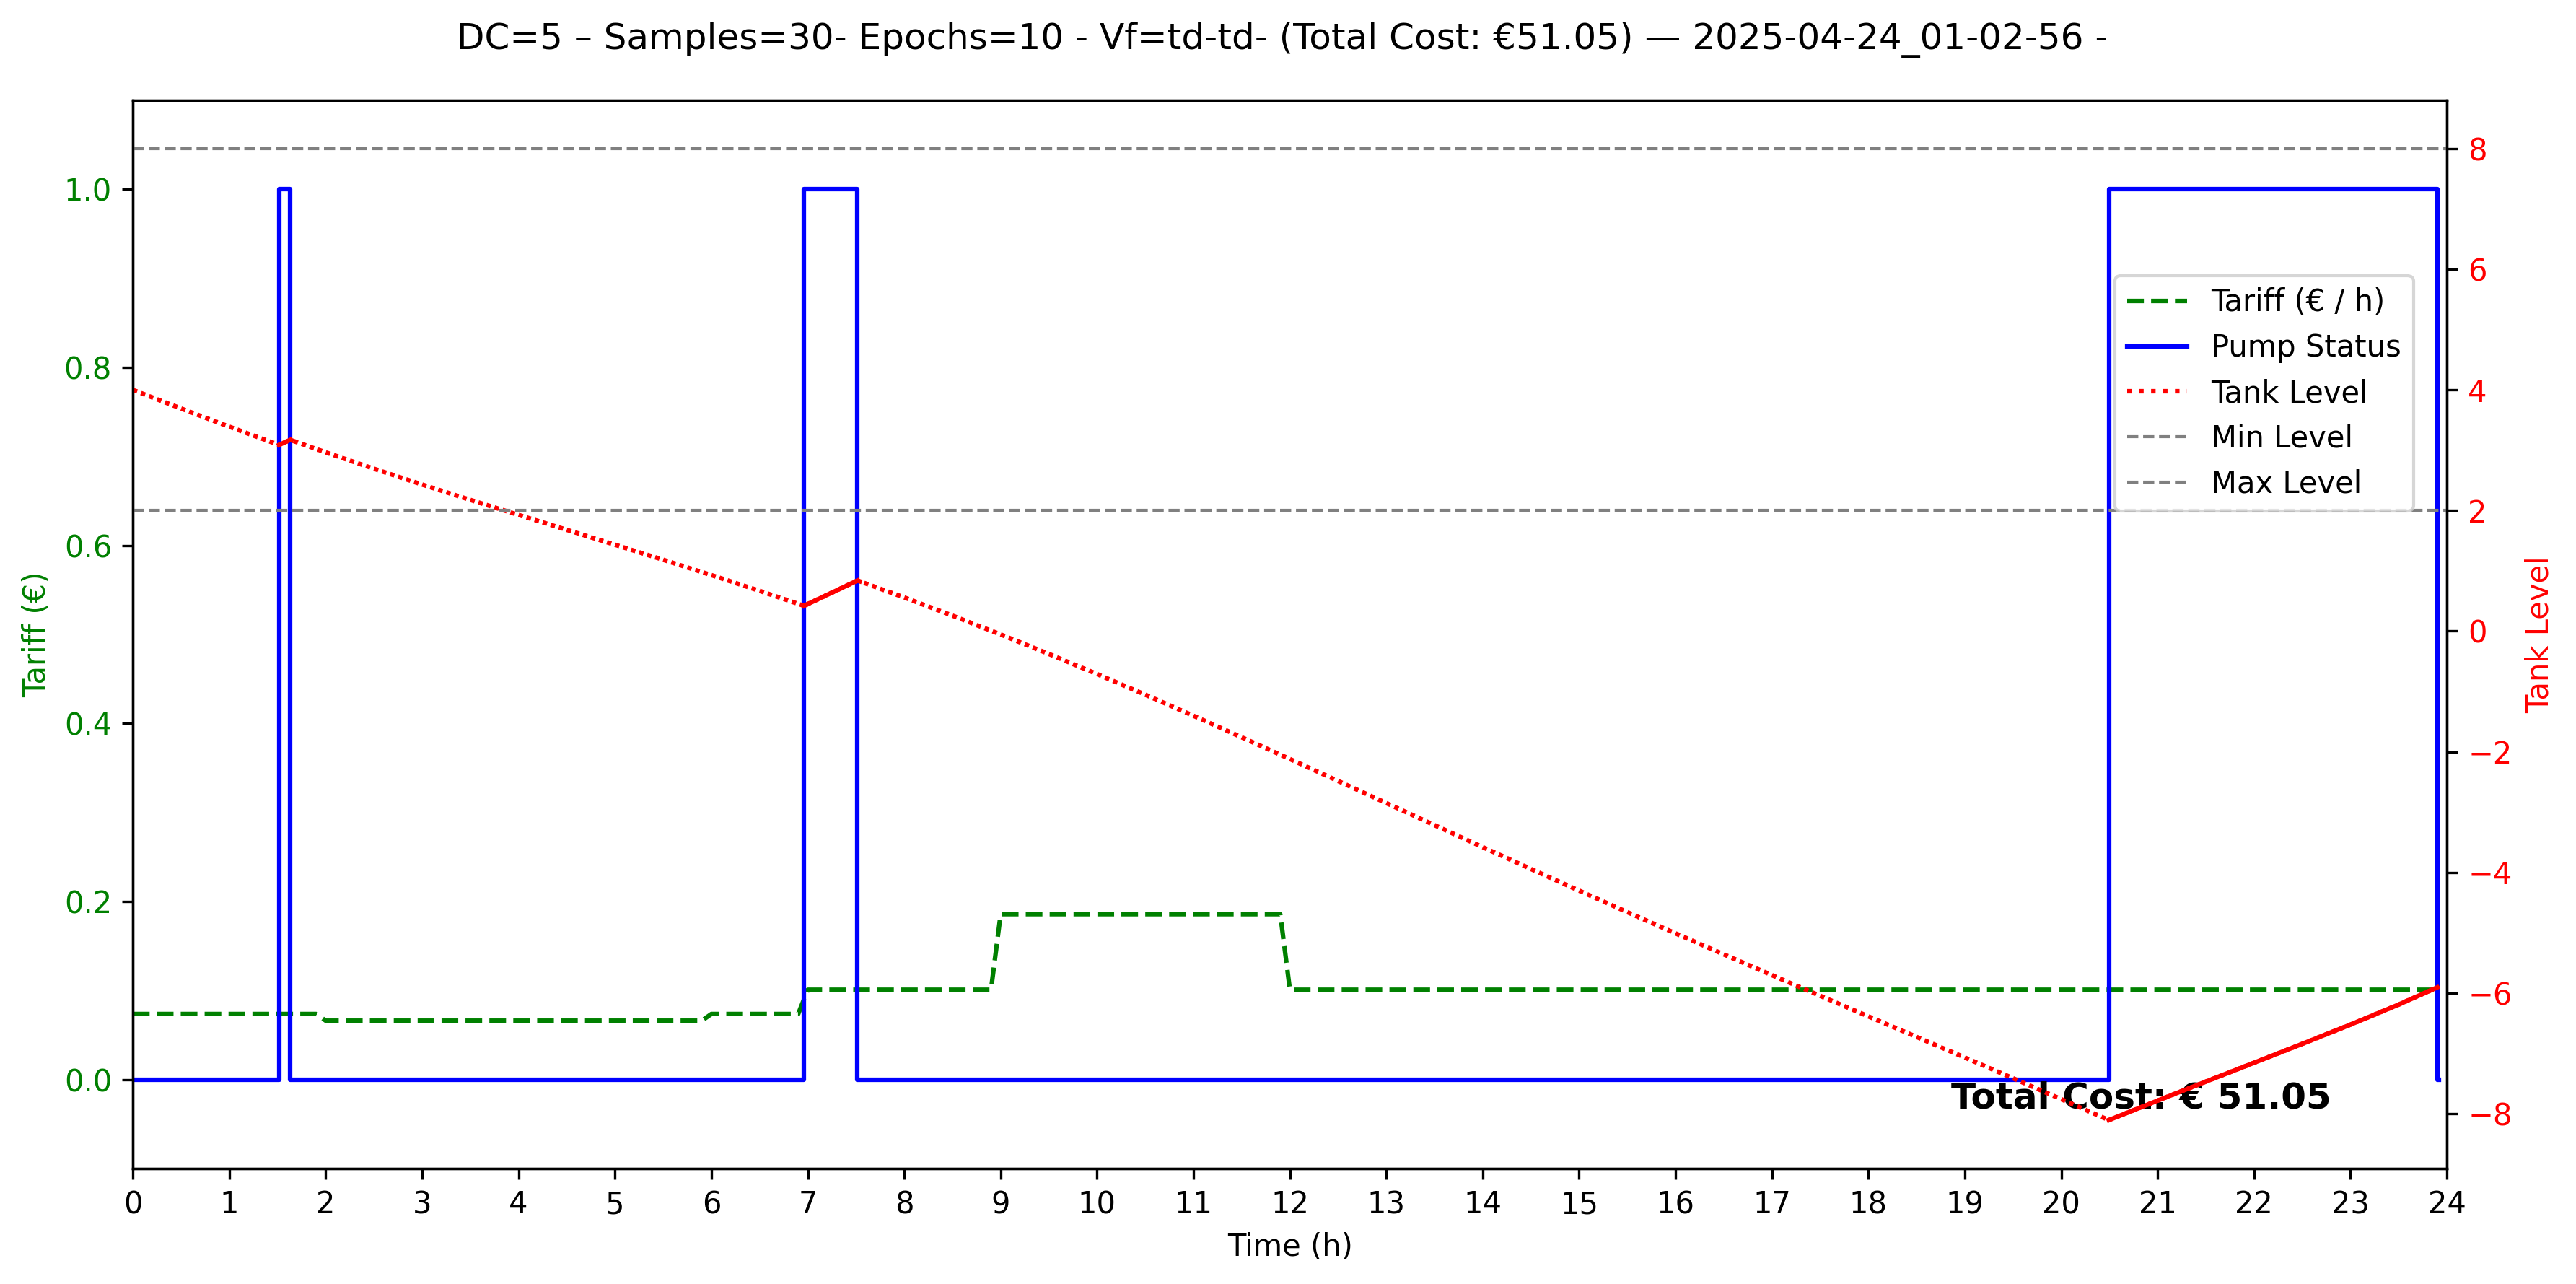 DC=5 – Samples=30- Epochs=10 - Vf=td-td- (Total Cost: €51.05) — 2025-04-24_01-02-56 -
1.0
0.8
0.6
0.4
0.2
0.0
Tariff (€)
8
6
4
2
0
−2
−4
−6
−8
Tank Level
Tariff (€ / h)
Pump Status
Tank Level
Min Level
Max Level
Total Cost: € 51.05
0 1 2 3 4 5 6 7 8 9 10 11 12 13 14 15 16 17 18 19 20 21 22 23 24
Time (h)